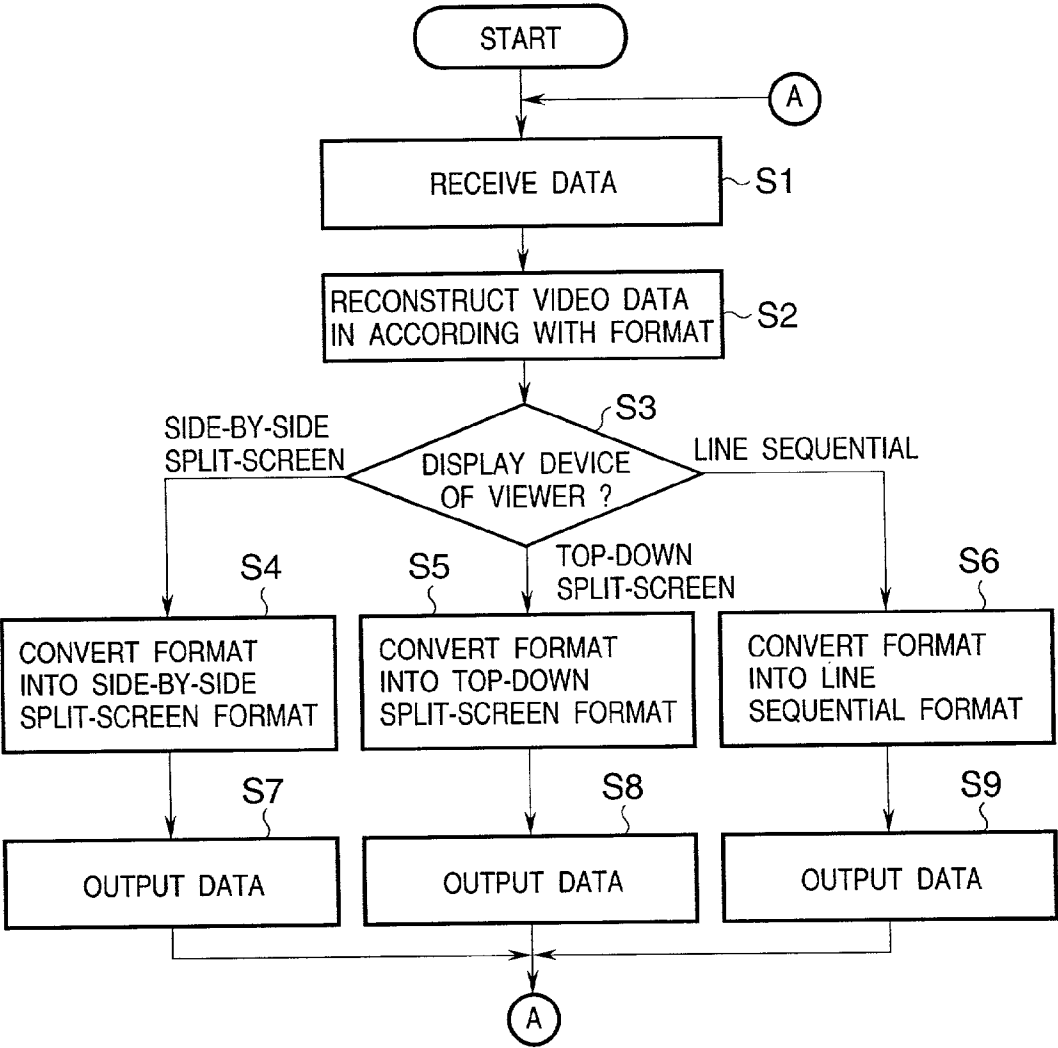 START
A
RECEIVE DATA
S1
RECONSTRUCT VIDEO DATA
IN ACCORDING WITH FORMAT
S2
S3
DISPLAY DEVICE
OF VIEWER ?
SIDE-BY-SIDE
SPLIT-SCREEN
LINE SEQUENTIAL
TOP-DOWN
SPLIT-SCREEN
S4
CONVERT FORMAT
INTO SIDE-BY-SIDE
SPLIT-SCREEN FORMAT
S5
CONVERT FORMAT
INTO TOP-DOWN
SPLIT-SCREEN FORMAT
S6
CONVERT FORMAT
INTO LINE
SEQUENTIAL FORMAT
S7
OUTPUT DATA
S8
OUTPUT DATA
S9
OUTPUT DATA
A